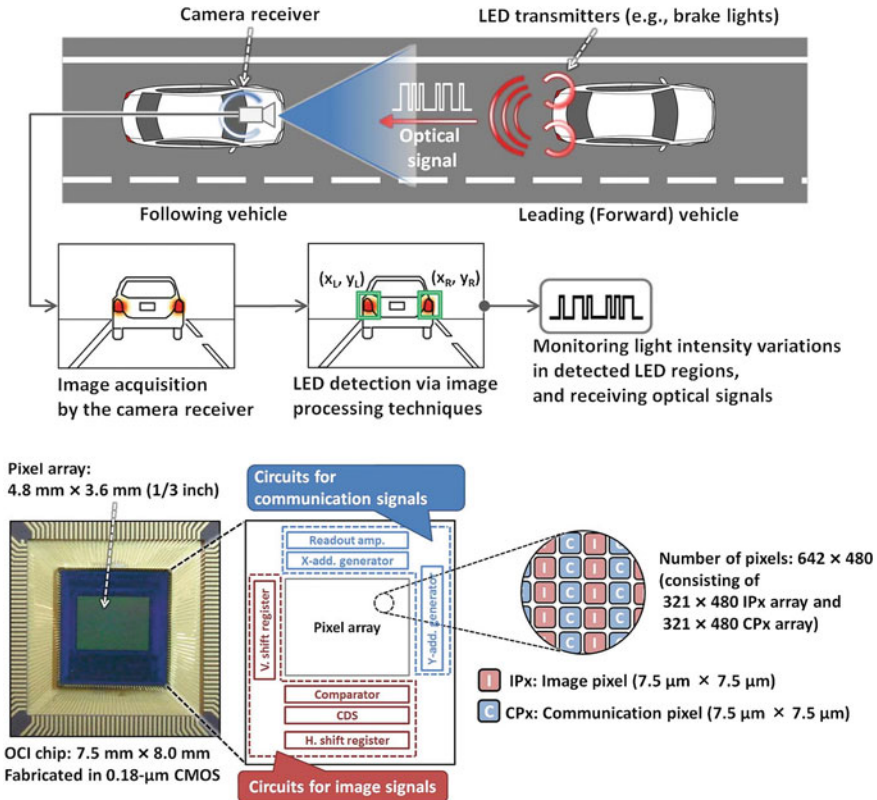 Camera receiver
LED transmitters (e.g., brake lights)
Optical
signal
Following vehicle
Leading (Forward) vehicle
(xL, yL)
(xR, yR)
Image acquisition
by the camera receiver
LED detection via image
processing techniques
Monitoring light intensity variations
in detected LED regions,
and receiving optical signals
Pixel array:
4.8 mm × 3.6 mm (1/3 inch)
OCI chip: 7.5 mm × 8.0 mm
Fabricated in 0.18-μm CMOS
Circuits for
communication signals
Readout amp.
X-add. generator
V. shift register
Pixel array
Y-add. generator
Comparator
CDS
H. shift register
Circuits for image signals
C I C
I C I C I
I C I C I
I C I C I
C I C
Number of pixels: 642 × 480
(consisting of
321 × 480 IPx array and
321 × 480 CPx array)
I IPx: Image pixel (7.5 μm × 7.5 μm)
C CPx: Communication pixel (7.5 μm × 7.5 μm)